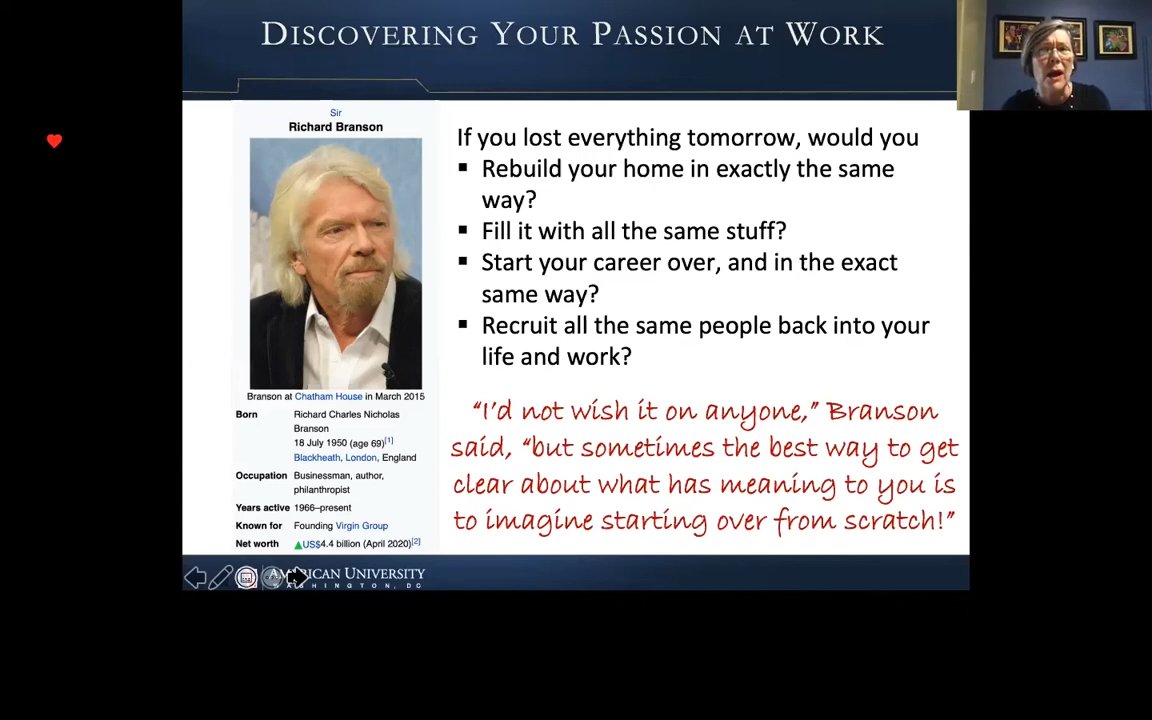 DISCOVERING YOUR PASSION AT WORK
Sir
Richard Branson
Branson at Chatham House in March 2015
Born Richard Charles Nicholas
Branson
18 July 1950 (age 69)[1]
Blackheath, London, England
Occupation Businessman, author,
philanthropist
Years active 1966–present
Known for Founding Virgin Group
Net worth ▲US$4.4 billion (April 2020)[2]
If you lost everything tomorrow, would you
▪ Rebuild your home in exactly the same
way?
▪ Fill it with all the same stuff?
▪ Start your career over, and in the exact
same way?
▪ Recruit all the same people back into your
life and work?
“I’d not wish it on anyone,” Branson
said, “but sometimes the best way to get
clear about what has meaning to you is
to imagine starting over from scratch!”
UNIVERSITY